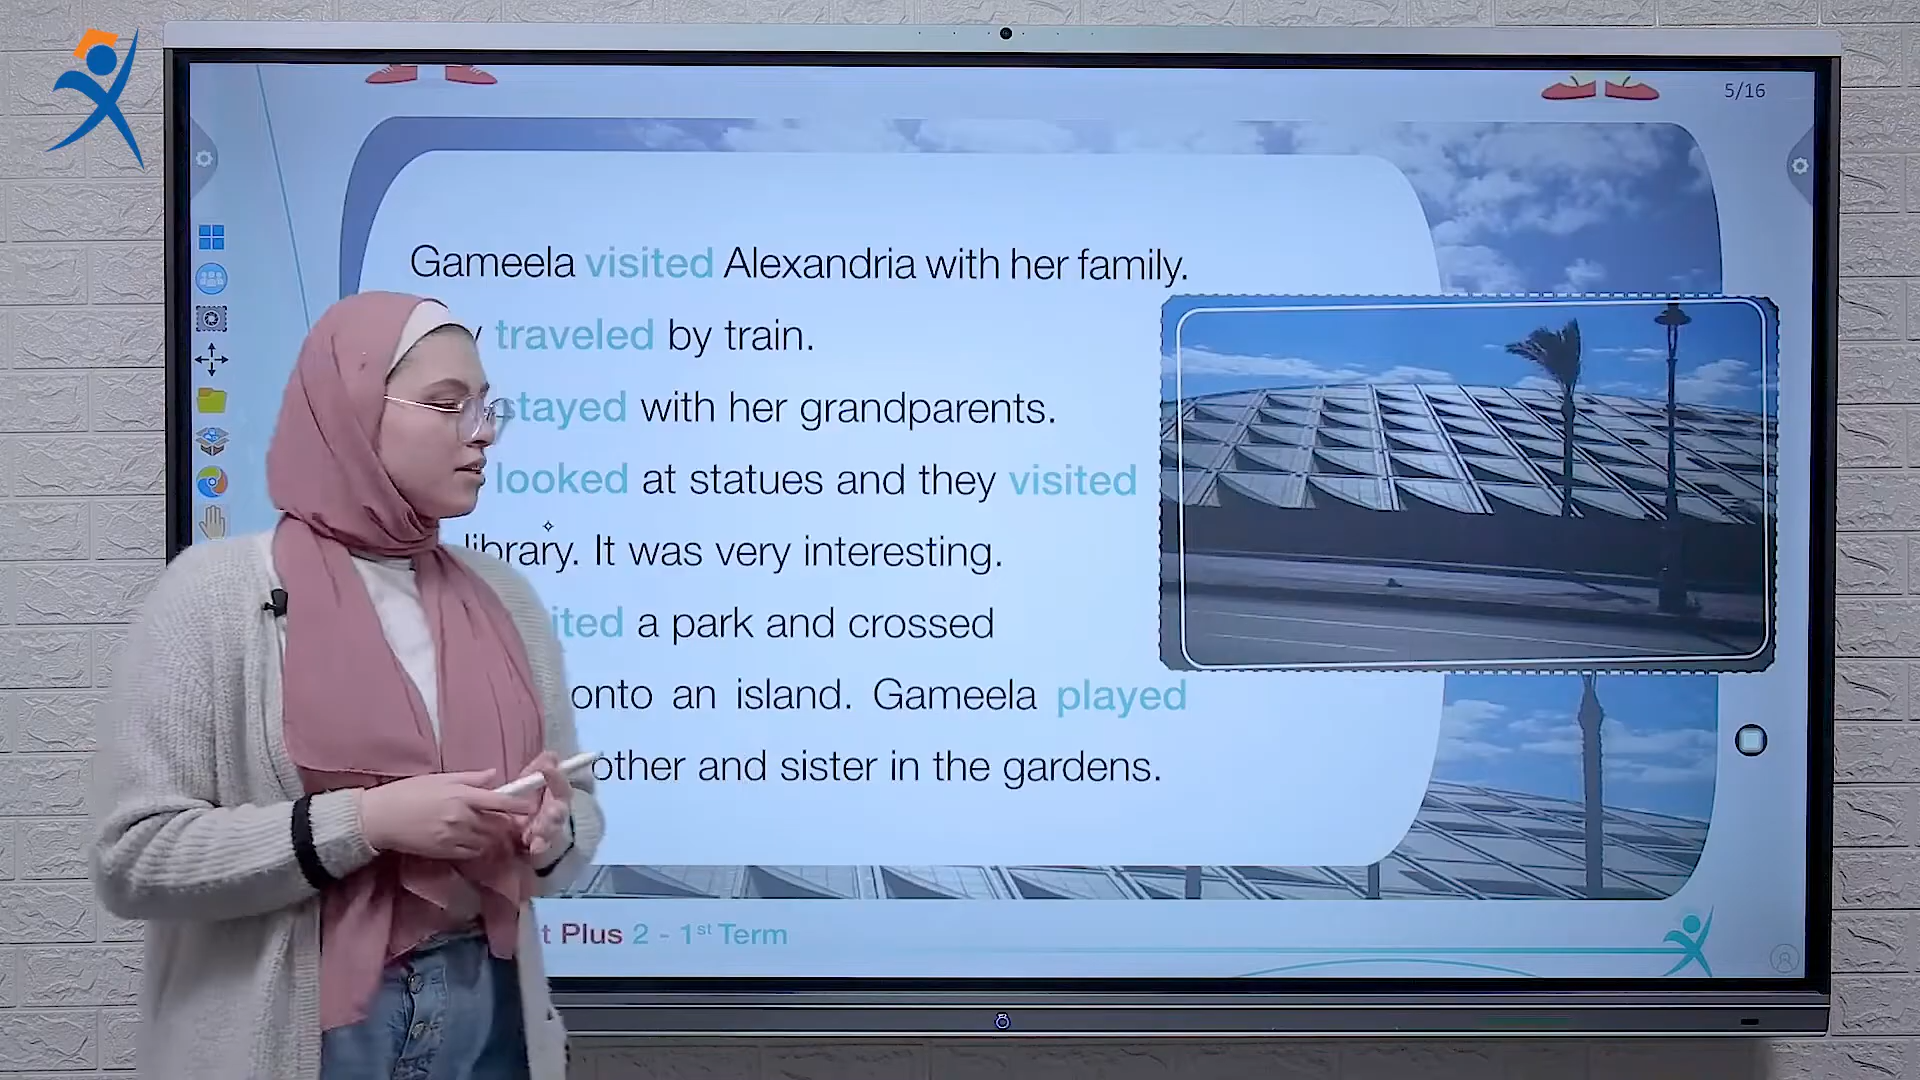 5/16
Gameela visited Alexandria with her family.
traveled by train.
stayed with her grandparents.
looked at statues and they visited
library. It was very interesting.
a park and crossed
onto an island. Gameela played
and sister in the gardens.
Plus 2 - 1st Term